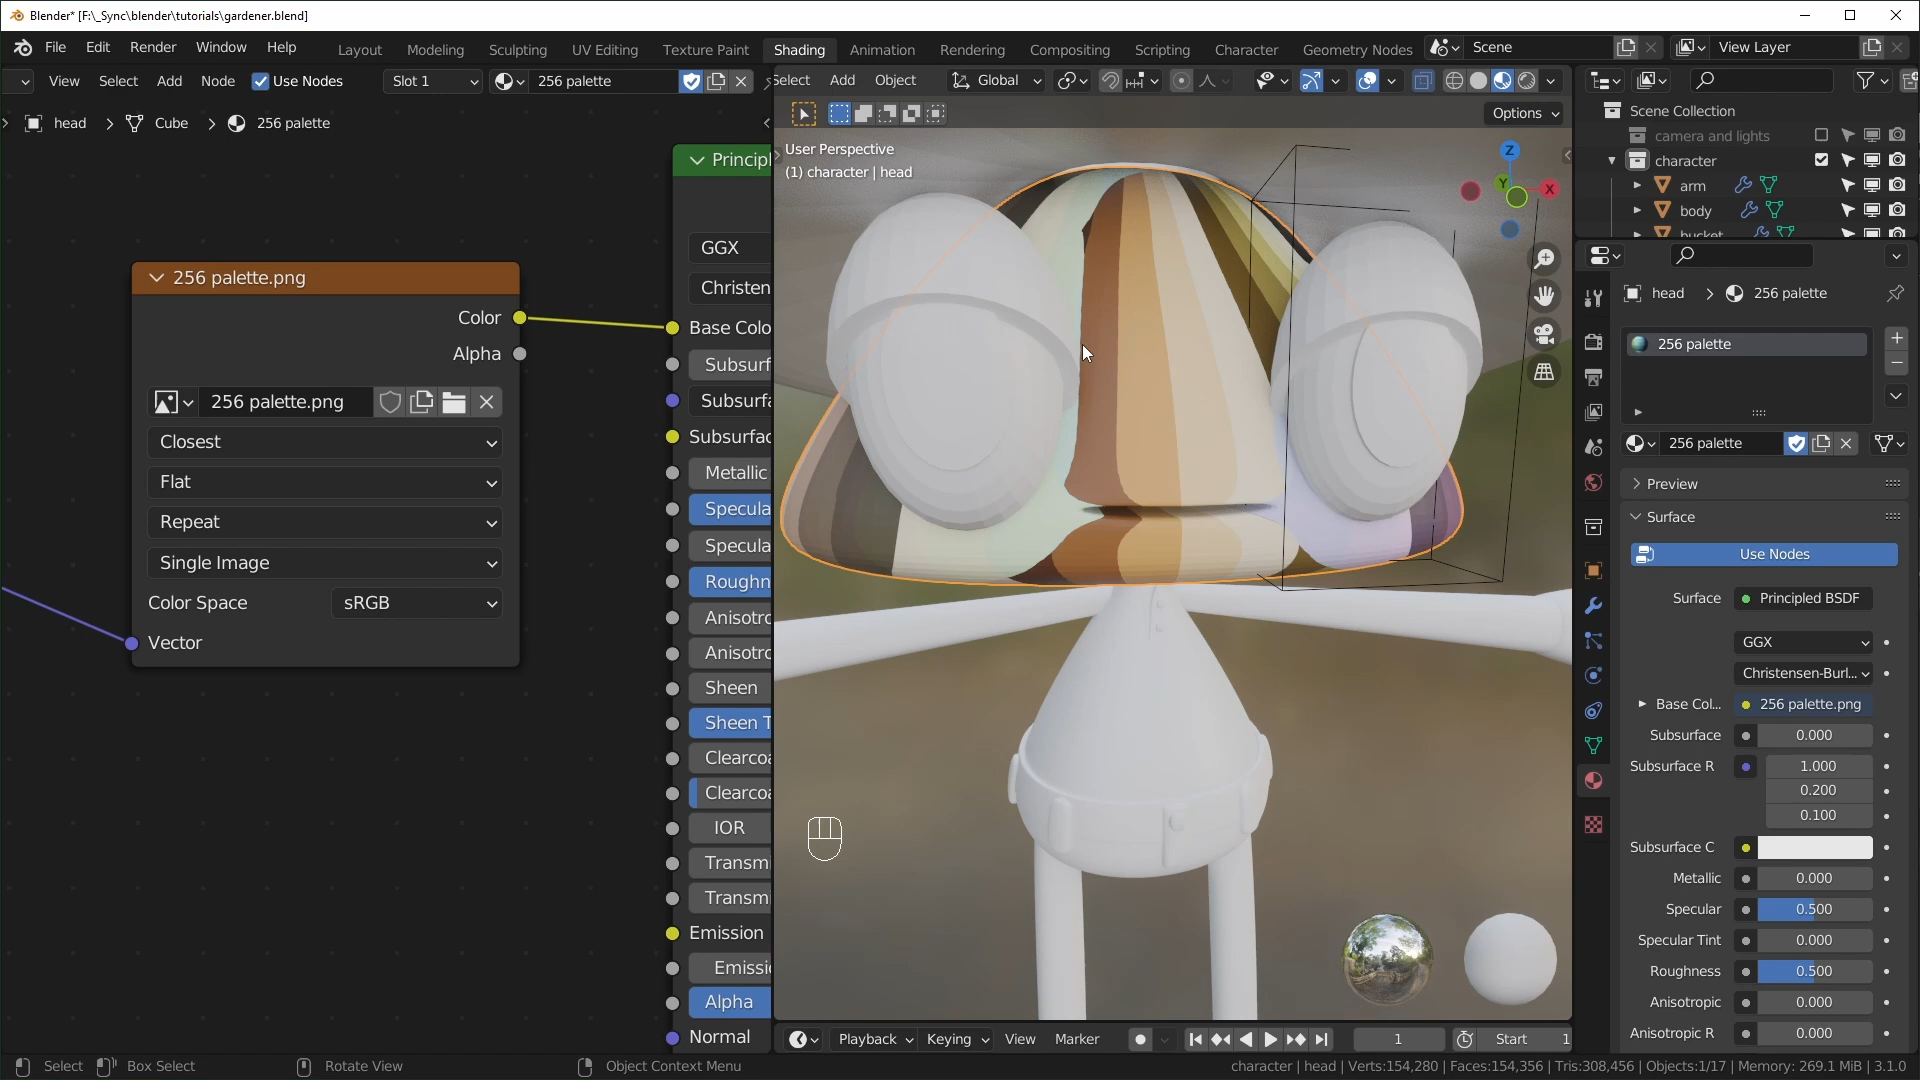 Blender* [F:\_Sync\blender\tutorials\gardener.blend]
File Edit Render Window Help Layout Modeling Sculpting UV Editing Texture Paint Shading Animation Rendering Compositing Scripting Character Geometry Nodes Scene View Layer
View Select Add Node Use Nodes Slot 1 256 palette
Select Add Object Global
head Cube 256 palette
Options
User Perspective
(1) character | head
Z
Y
X
256 palette.png
Color
Alpha
256 palette.png
Closest
Flat
Repeat
Single Image
Color Space sRGB
Vector
Principl
GGX
Christen
Base Colo
Subsurf
Subsurfa
Subsurfac
Metallic
Specula
Specula
Roughn
Anisotro
Anisotro
Sheen
Sheen T
Clearcoa
Clearcoa
IOR
Transmi
Transmi
Emission
Emissio
Alpha
Normal
Scene Collection
camera and lights
character
arm
body
bucket
head 256 palette
256 palette
256 palette
Preview
Surface
Use Nodes
Surface Principled BSDF
GGX
Christensen-Burl...
Base Col... 256 palette.png
Subsurface 0.000
Subsurface R 1.000
0.200
0.100
Subsurface C
Metallic 0.000
Specular 0.500
Specular Tint 0.000
Roughness 0.500
Anisotropic 0.000
Anisotropic R 0.000
Playback Keying View Marker 1 Start 1
Select Box Select Rotate View Object Context Menu
character | head | Verts:154,280 | Faces:154,356 | Tris:308,456 | Objects:1/17 | Memory: 269.1 MiB | 3.1.0